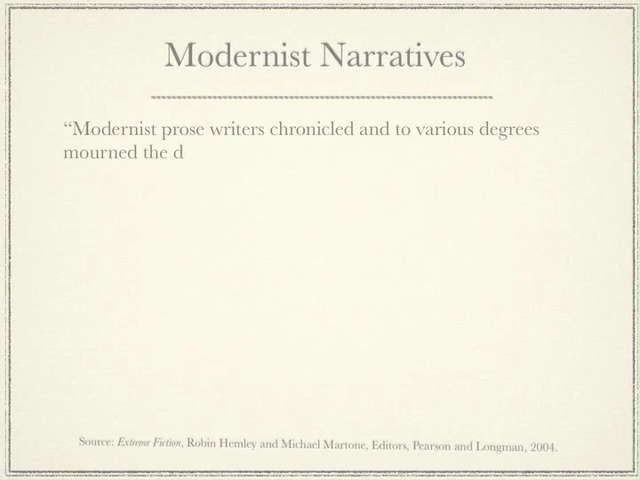 Modernist Narratives
“Modernist prose writers chronicled and to various degrees
mourned the d
Source: Extreme Fiction, Robin Hemley and Michael Martone, Editors, Pearson and Longman, 2004.